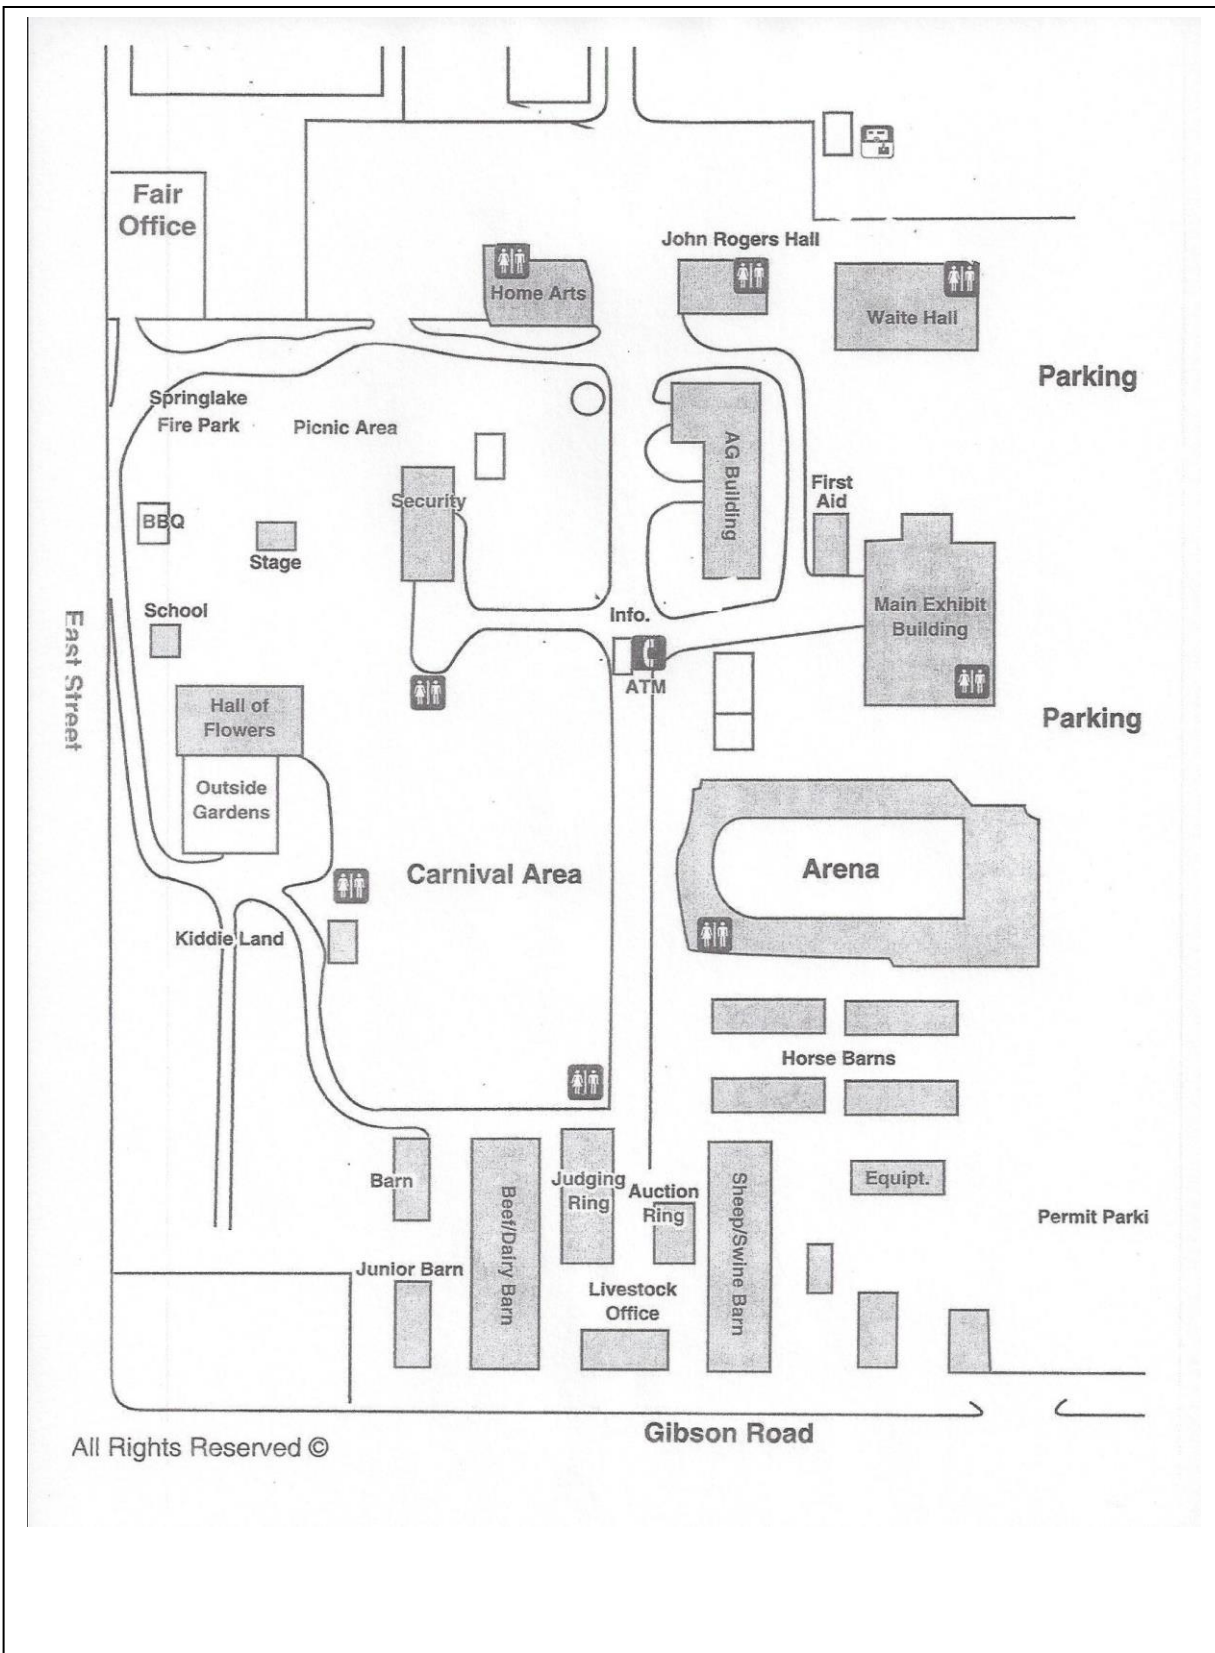 Fair
Office
John Rogers Hall
Home Arts
Waite Hall
Parking
Springlake
Fire Park
Picnic Area
AG Building
Security
First
Aid
BBQ
Stage
School
Info.
Main Exhibit
Building
ATM
East Street
Hall of
Flowers
Parking
Outside
Gardens
Carnival Area
Arena
Kiddie Land
Horse Barns
Barn
Beef/Dairy Barn
Judging
Ring
Auction
Ring
Sheep/Swine Barn
Equipt.
Permit Parki
Junior Barn
Livestock
Office
Gibson Road
All Rights Reserved ©